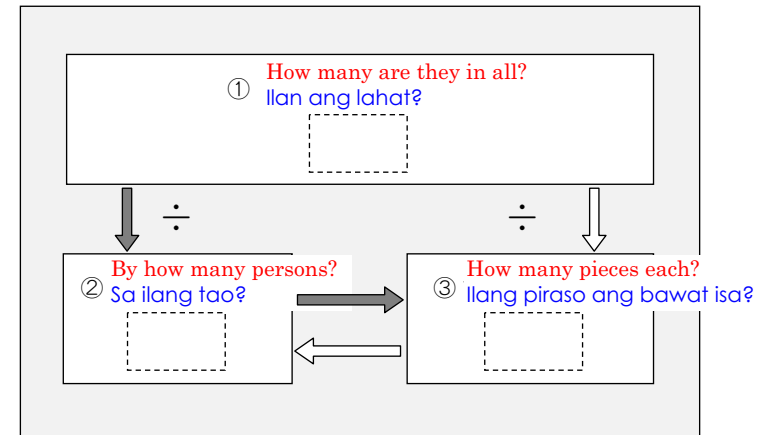 How many are they in all?
① Ilan ang lahat?
÷ ÷
By how many persons?
② Sa ilang tao?
How many pieces each?
③ Ilang piraso ang bawat isa?